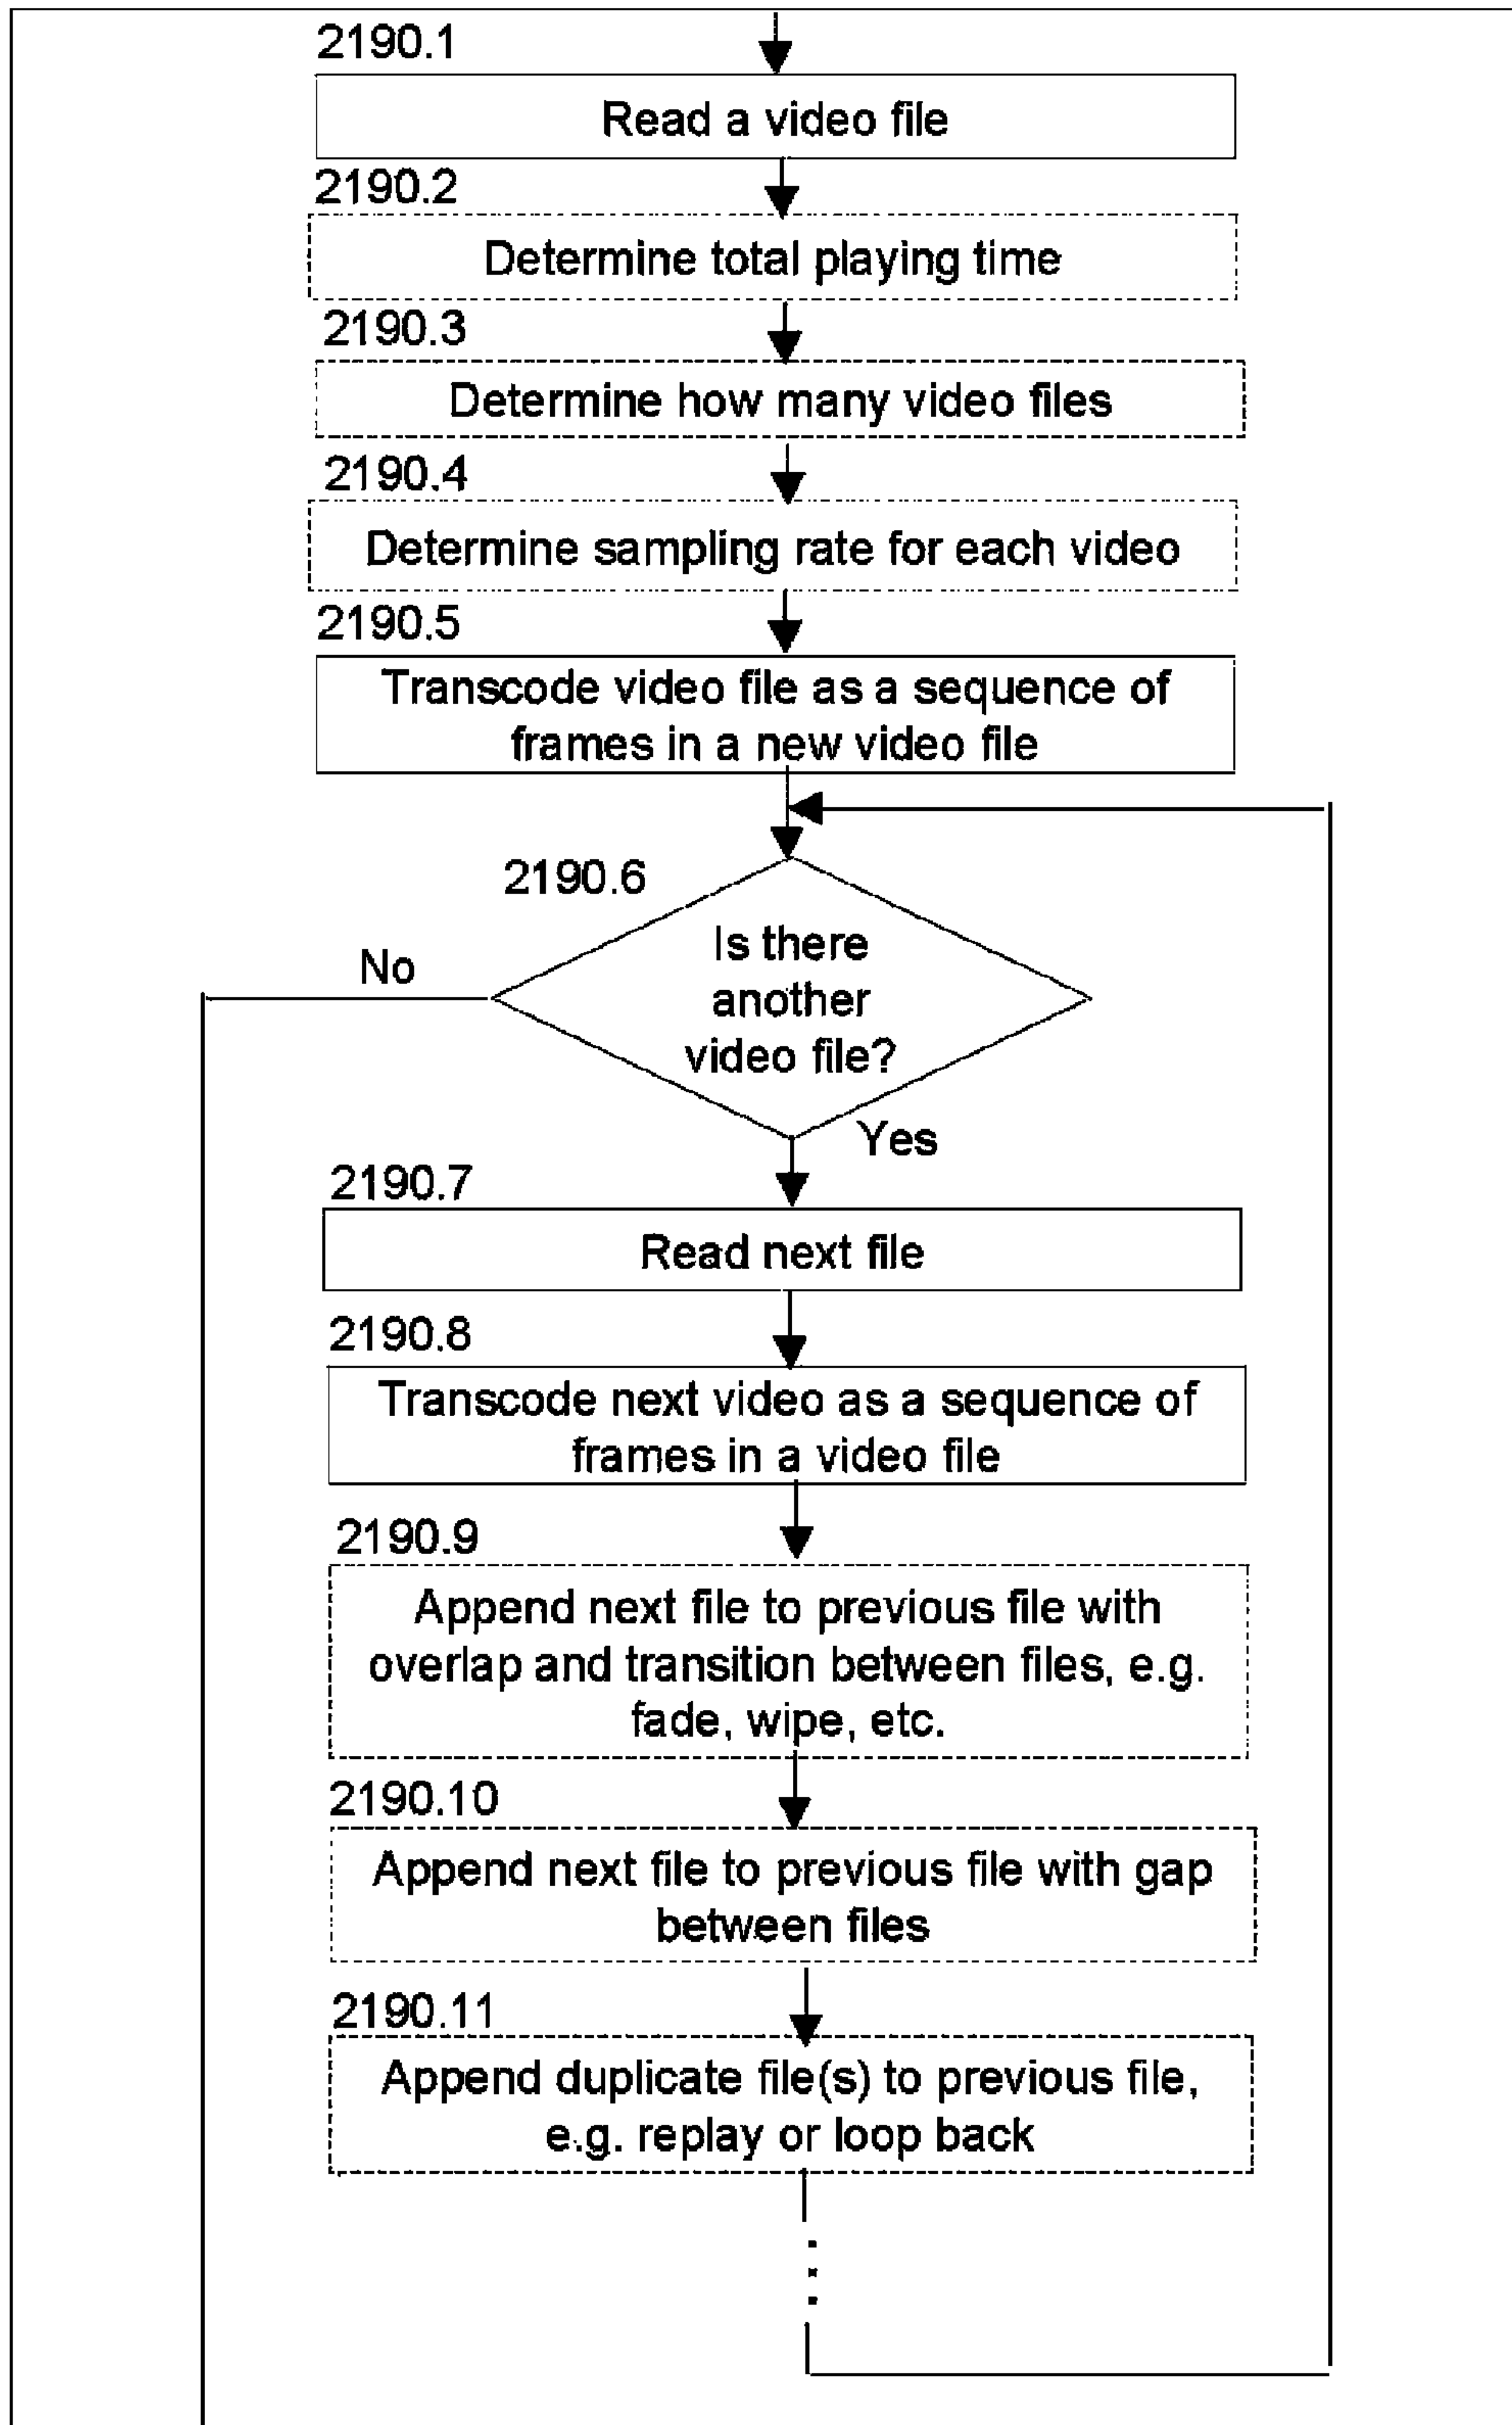 2190.1
Read a video file
2190.2
Determine total playing time
2190.3
Determine how many video files
2190.4
Determine sampling rate for each video
2190.5
Transcode video file as a sequence of
frames in a new video file
2190.6
Is there
another
video file?
No
Yes
2190.7
Read next file
2190.8
Transcode next video as a sequence of
frames in a video file
2190.9
Append next file to previous file with
overlap and transition between files, e.g.
fade, wipe, etc.
2190.10
Append next file to previous file with gap
between files
2190.11
Append duplicate file(s) to previous file,
e.g. replay or loop back